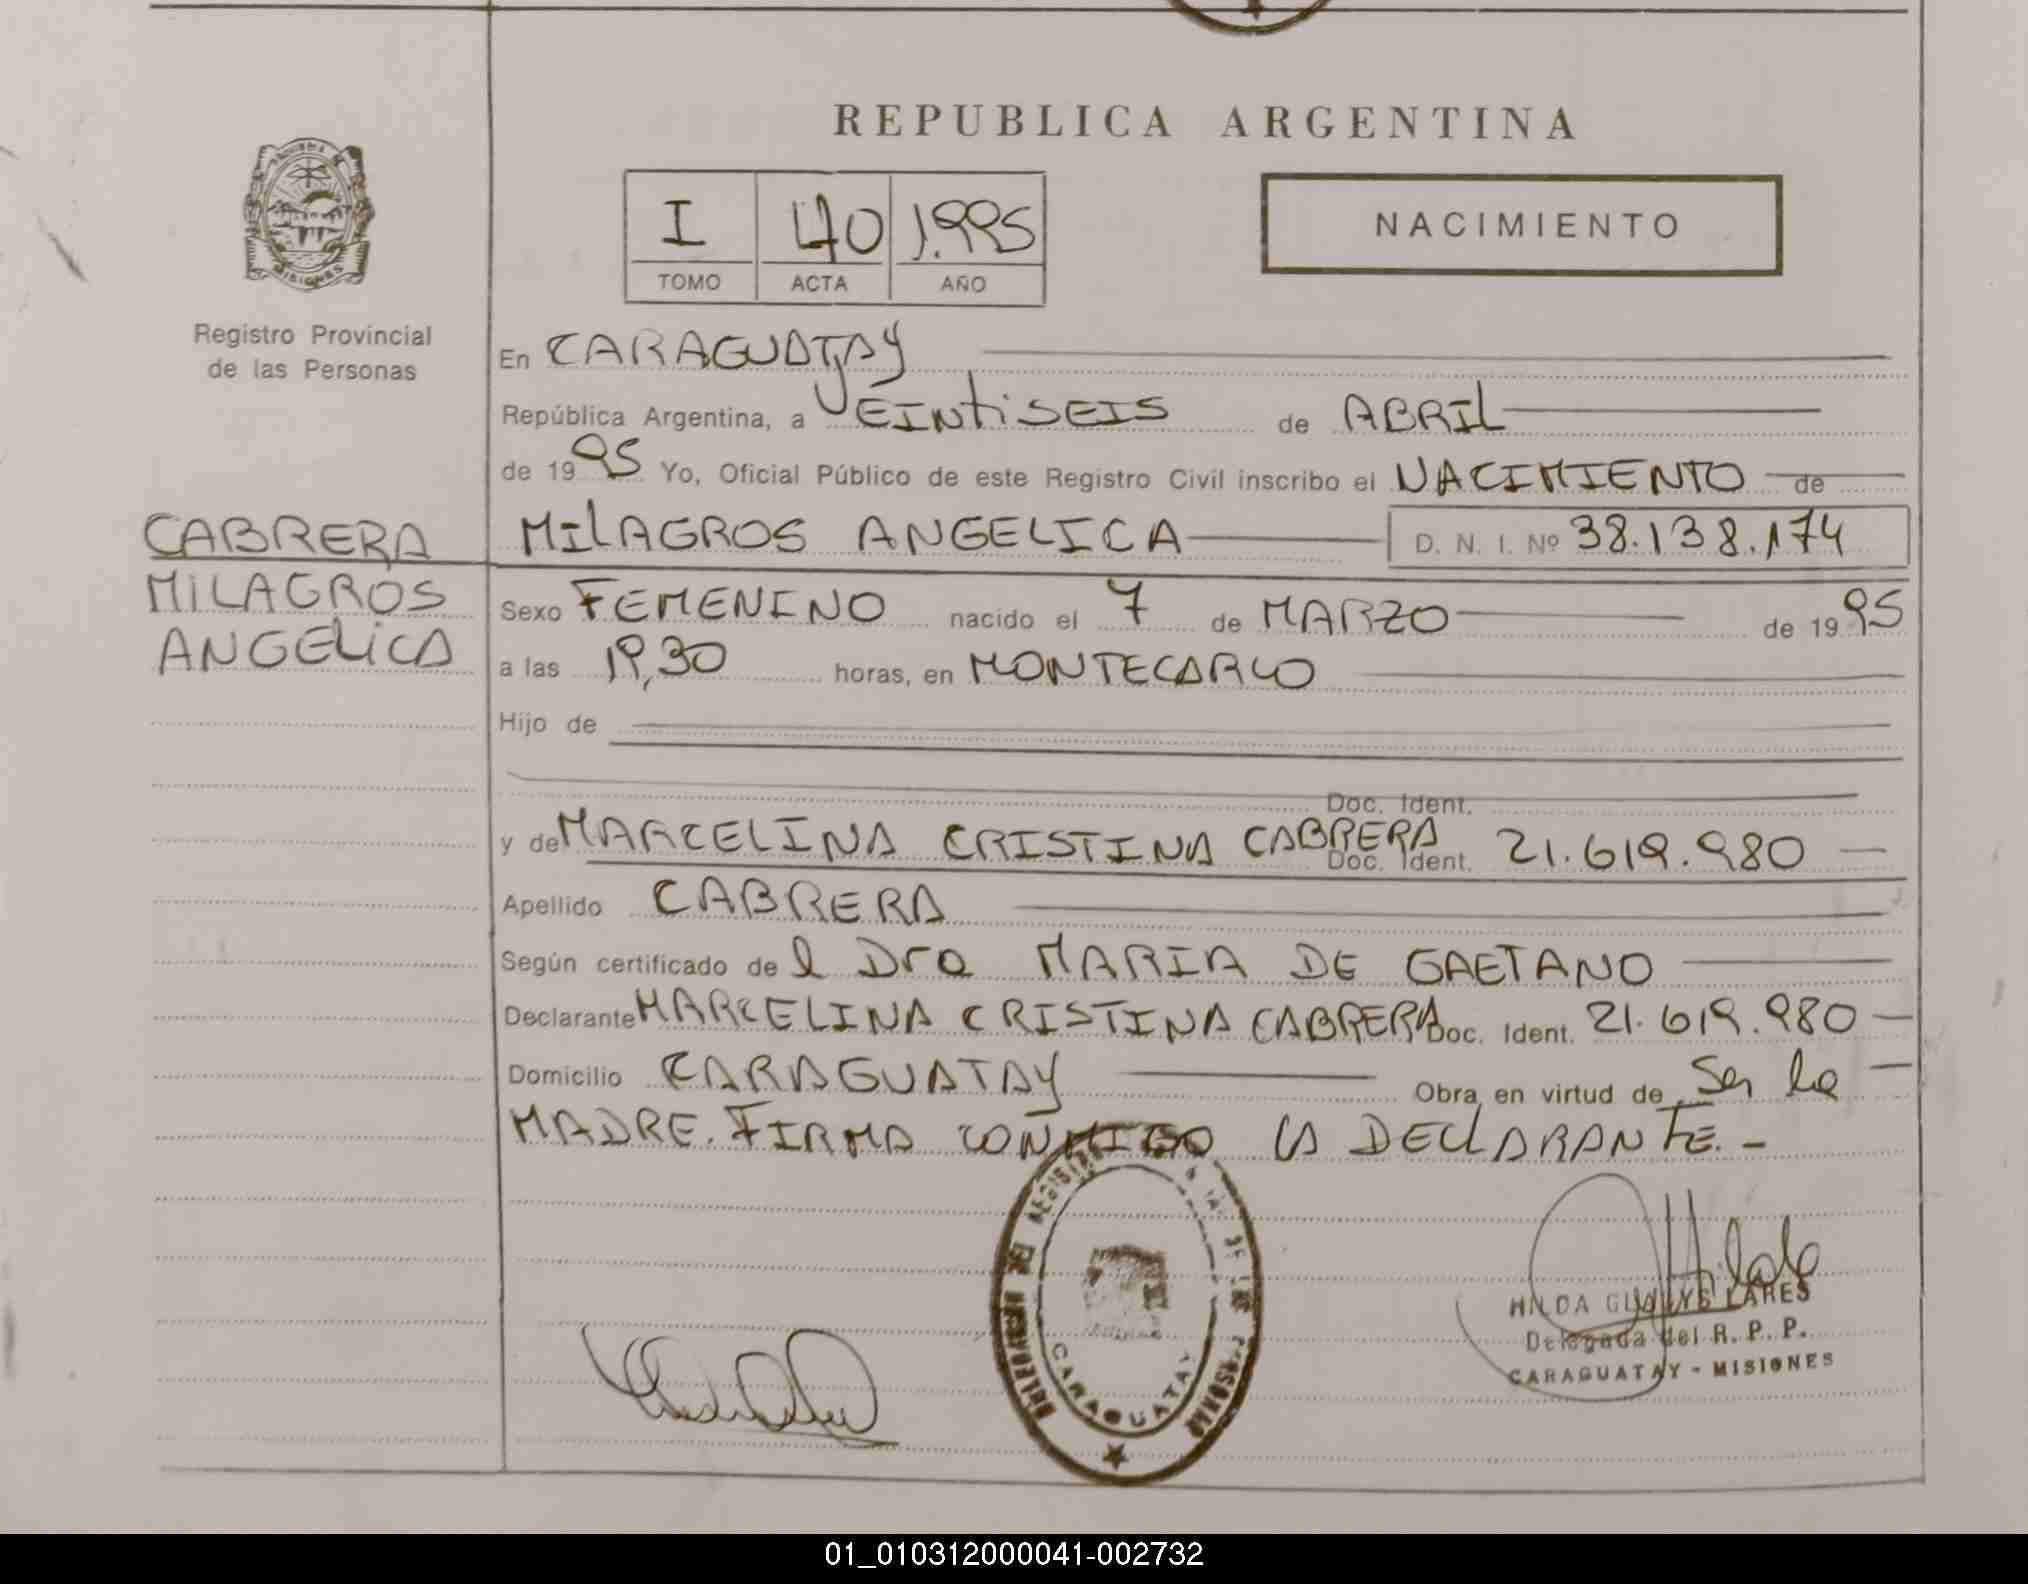 REPUBLICA ARGENTINA
MISIONES
Registro Provincial
de las Personas
I 40 1.995
TOMO ACTA AÑO
NACIMIENTO
En CARAGUATAY
República Argentina, a VEINTISEIS de ABRIL
de 1995 Yo, Oficial Público de este Registro Civil inscribo el NACIMIENTO de
CABRERA
MILAGROS
ANGELICA
MILAGROS ANGELICA D. N. I. Nº 38.138.174
Sexo FEMENINO nacido el 7 de MARZO de 1995
a las 19,30 horas, en MONTECARLO
Hijo de
Doc. Ident.
y de MARCELINA CRISTINA CABRERA Doc. Ident. 21.619.980
Apellido CABRERA
Según certificado de l Dra MARIA DE GAETANO
Declarante MARCELINA CRISTINA CABRERA Doc. Ident. 21.619.980
Domicilio CARAGUATAY Obra en virtud de Ser la
MADRE. FIRMA CONMIGO LA DECLARANTE.-
CARAGUATAY
HILDA GLADYS LARES
Delegada del R. P. P.
CARAGUATAY - MISIONES
01_010312000041-002732